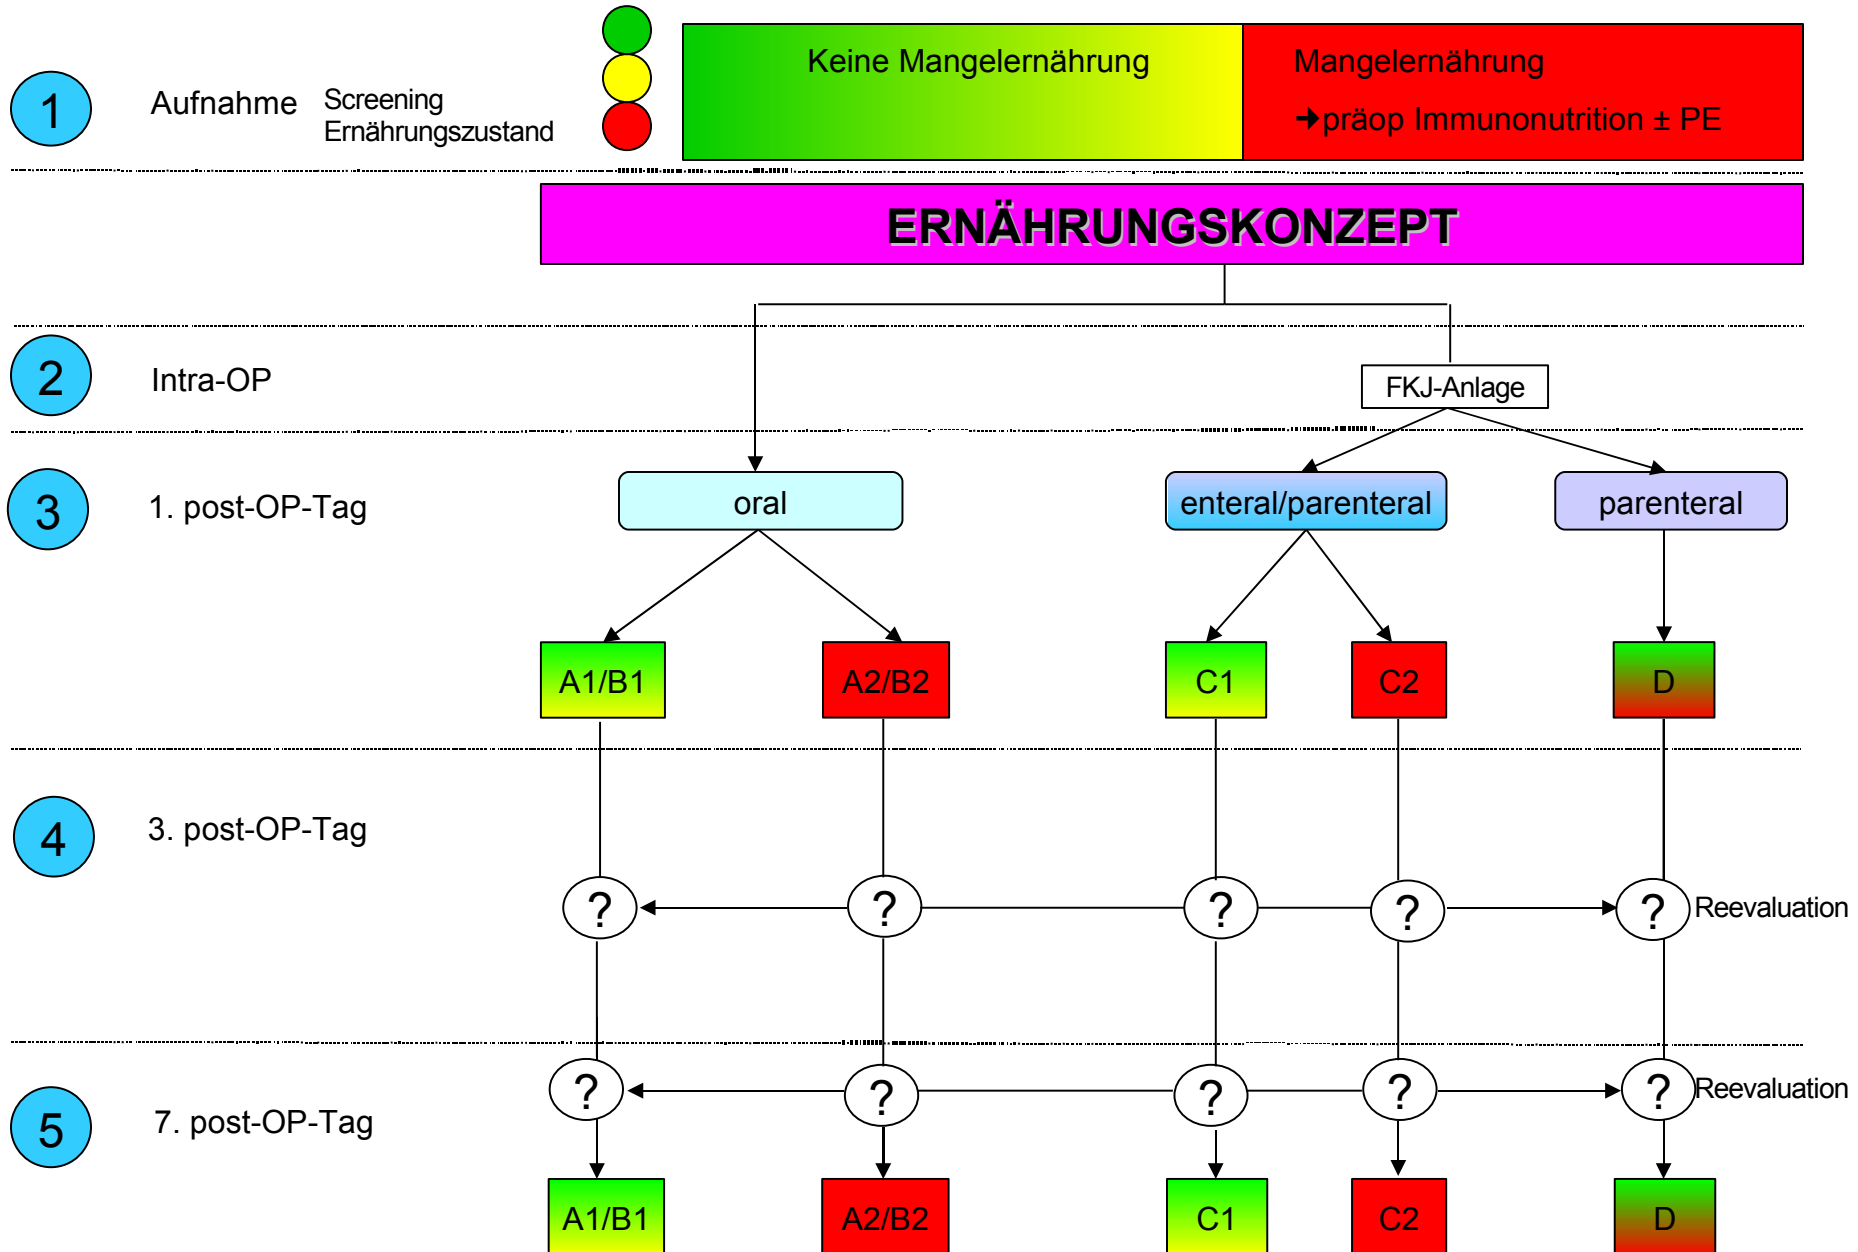 1
Aufnahme
Screening
Ernährungszustand
Keine Mangelernährung
Mangelernährung
➔präop Immunonutrition ± PE
ERNÄHRUNGSKONZEPT
2
Intra-OP
FKJ-Anlage
3
1. post-OP-Tag
oral
enteral/parenteral
parenteral
A1/B1
A2/B2
C1
C2
D
4
3. post-OP-Tag
?
?
?
?
?
Reevaluation
5
7. post-OP-Tag
?
?
?
?
?
Reevaluation
A1/B1
A2/B2
C1
C2
D